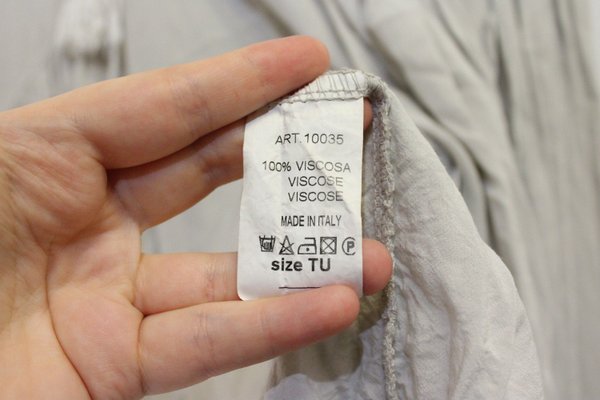 ART.10035
100% VISCOSA
VISCOSE
VISCOSE
MADE IN ITALY
P
size TU